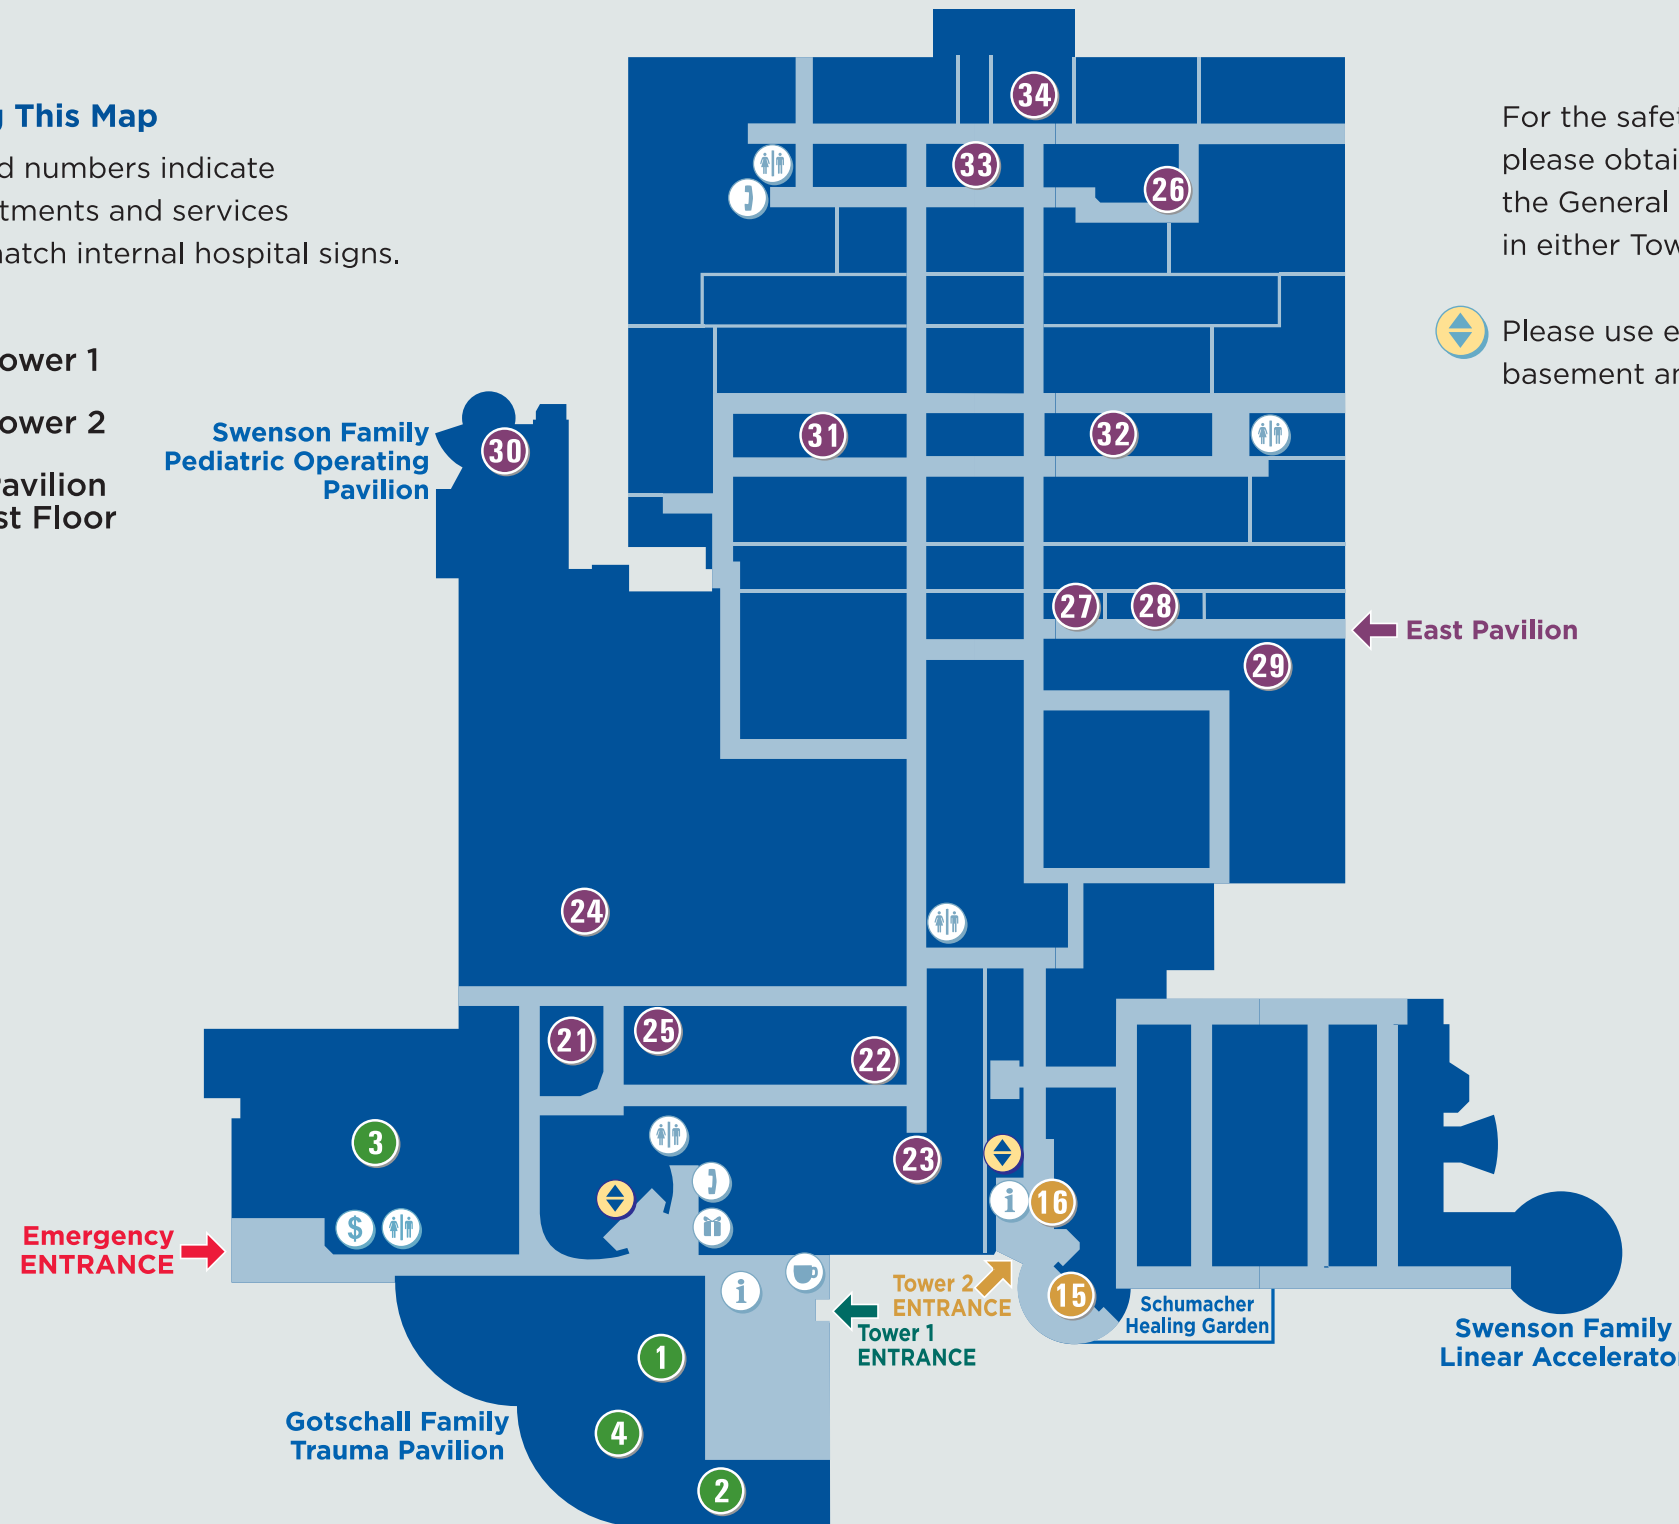 g This Map
d numbers indicate
tments and services
natch internal hospital signs.
ower 1
ower 2
avilion
st Floor
For the safet
please obtai
the General
in either Tow
Please use e
basement an
34
33
26
Swenson Family
Pediatric Operating
Pavilion
30
31
32
27
28
East Pavilion
29
24
21
25
22
3
23
i
16
Emergency
ENTRANCE
$
i
Tower 2
ENTRANCE
15
Schumacher
Healing Garden
Tower 1
ENTRANCE
Swenson Family
Linear Accelerato
1
Gotschall Family
Trauma Pavilion
4
2